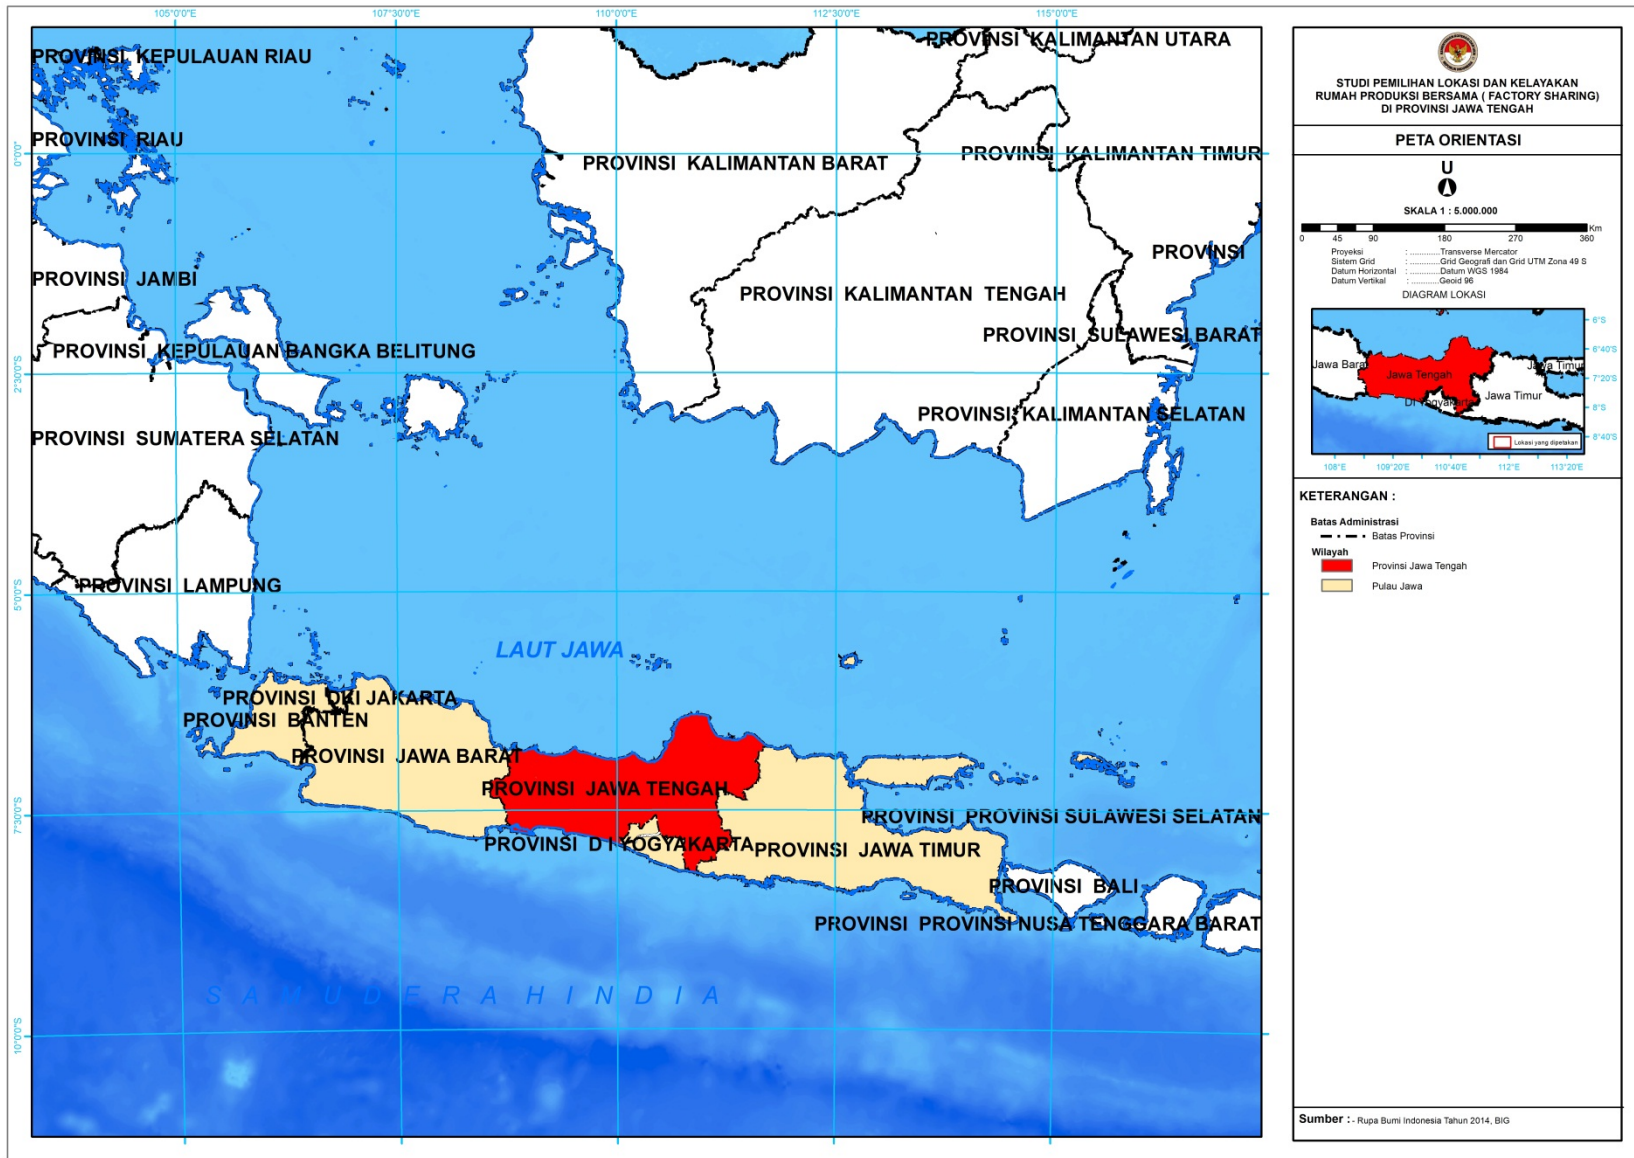 105°0'0"E
107°30'0"E
110°0'0"E
112°30'0"E
115°0'0"E
PROVINSI KEPULAUAN RIAU
PROVINSI KALIMANTAN UTARA
PROVINSI RIAU
0°0'0"
PROVINSI KALIMANTAN BARAT
PROVINSI KALIMANTAN TIMUR
PROVINSI
PROVINSI JAMBI
PROVINSI KALIMANTAN TENGAH
PROVINSI SULAWESI BARAT
PROVINSI KEPULAUAN BANGKA BELITUNG
2°30'0"S
PROVINSI KALIMANTAN SELATAN
PROVINSI SUMATERA SELATAN
PROVINSI LAMPUNG
5°0'0"S
LAUT JAWA
PROVINSI DKI JAKARTA
PROVINSI BANTEN
PROVINSI JAWA BARAT
PROVINSI JAWA TENGAH
7°30'0"S
PROVINSI PROVINSI SULAWESI SELATAN
PROVINSI D I YOGYAKARTA
PROVINSI JAWA TIMUR
PROVINSI BALI
PROVINSI PROVINSI NUSA TENGGARA BARAT
SAMUDERA HINDIA
10°0'0"S
STUDI PEMILIHAN LOKASI DAN KELAYAKAN
RUMAH PRODUKSI BERSAMA ( FACTORY SHARING)
DI PROVINSI JAWA TENGAH
PETA ORIENTASI
U
SKALA 1 : 5.000.000
Km
0 45 90 180 270 360
Proyeksi : ............Transverse Mercator
Sistem Grid : ............Grid Geografi dan Grid UTM Zona 49 S
Datum Horizontal : ............Datum WGS 1984
Datum Vertikal : ............Geoid 96
DIAGRAM LOKASI
6°S
6°40'S
7°20'S
8°S
8°40'S
Jawa Barat
Jawa Tengah
Jawa Timur
DI Yogyakarta
Jawa Timur
Lokasi yang dipetakan
108°E
109°20'E
110°40'E
112°E
113°20'E
KETERANGAN :
Batas Administrasi
Batas Provinsi
Wilayah
Provinsi Jawa Tengah
Pulau Jawa
Sumber : - Rupa Bumi Indonesia Tahun 2014, BIG